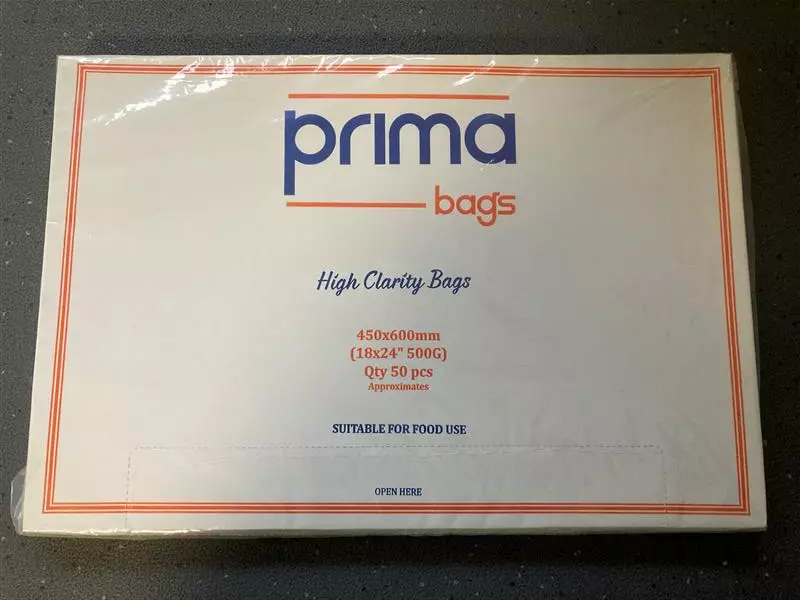 prima
bags
High Clarity Bags
450x600mm
(18x24" 500G)
Qty 50 pcs
Approximates
SUITABLE FOR FOOD USE
OPEN HERE